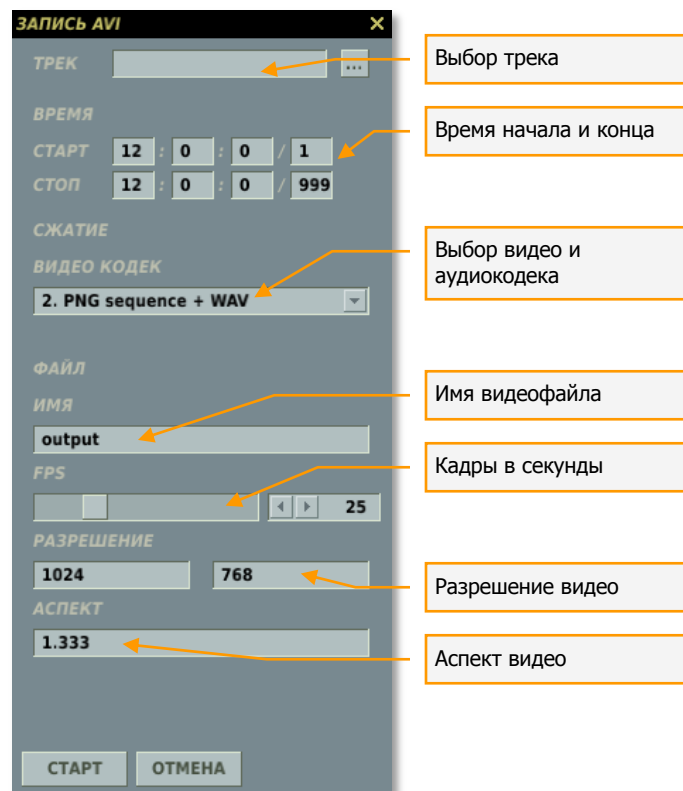 ЗАПИСЬ AVI
ТРЕК ...
Выбор трека
ВРЕМЯ
СТАРТ 12 : 0 : 0 / 1
СТОП 12 : 0 : 0 / 999
Время начала и конца
СЖАТИЕ
ВИДЕО КОДЕК
2. PNG sequence + WAV
Выбор видео и
аудиокодека
ФАЙЛ
ИМЯ
output
Имя видеофайла
FPS
25
Кадры в секунды
РАЗРЕШЕНИЕ
1024 768
Разрешение видео
АСПЕКТ
1.333
Аспект видео
СТАРТ ОТМЕНА